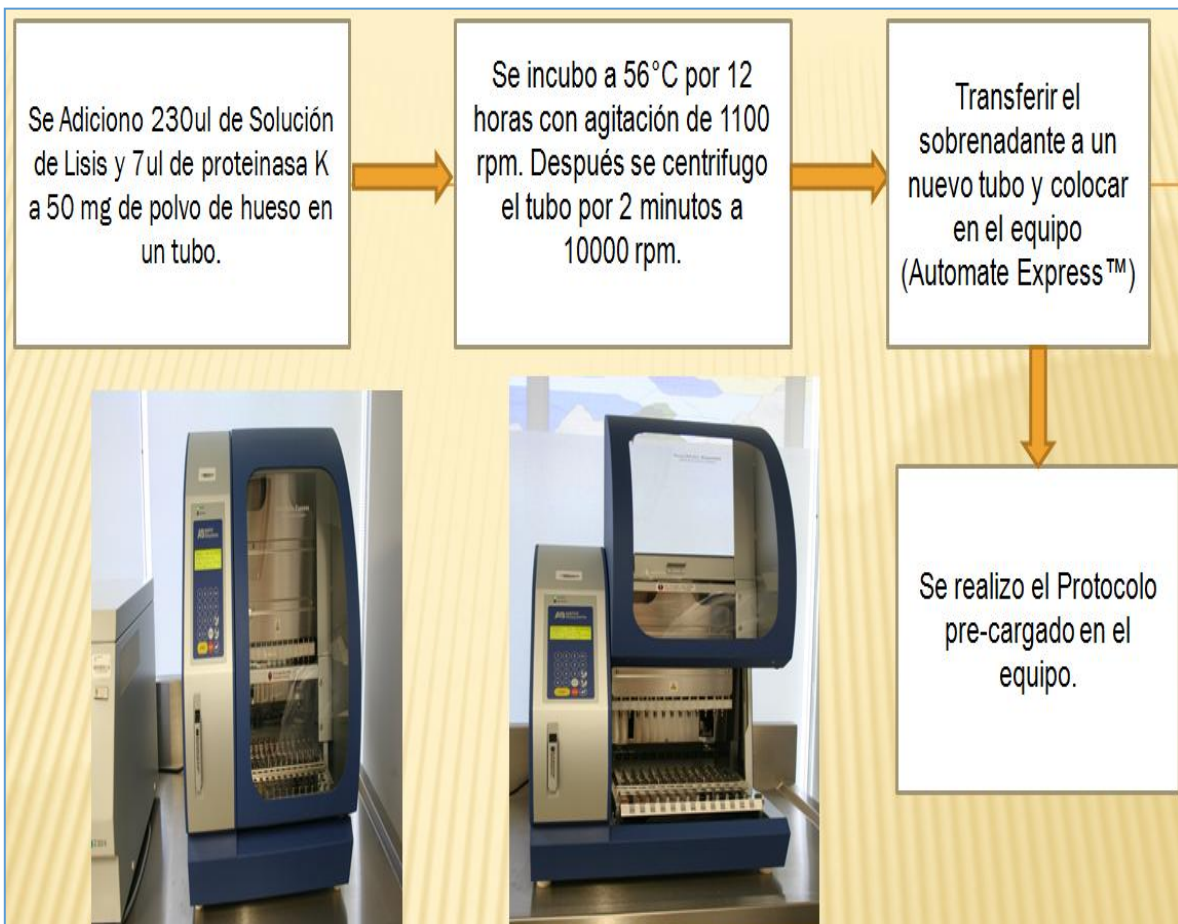 Se Adiciono 230ul de Solución
de Lisis y 7ul de proteinasa K
a 50 mg de polvo de hueso en
un tubo.
Se incubo a 56°C por 12
horas con agitación de 1100
rpm. Después se centrifugo
el tubo por 2 minutos a
10000 rpm.
Transferir el
sobrenadante a un
nuevo tubo y colocar
en el equipo
(Automate Express™)
Se realizo el Protocolo
pre-cargado en el
equipo.